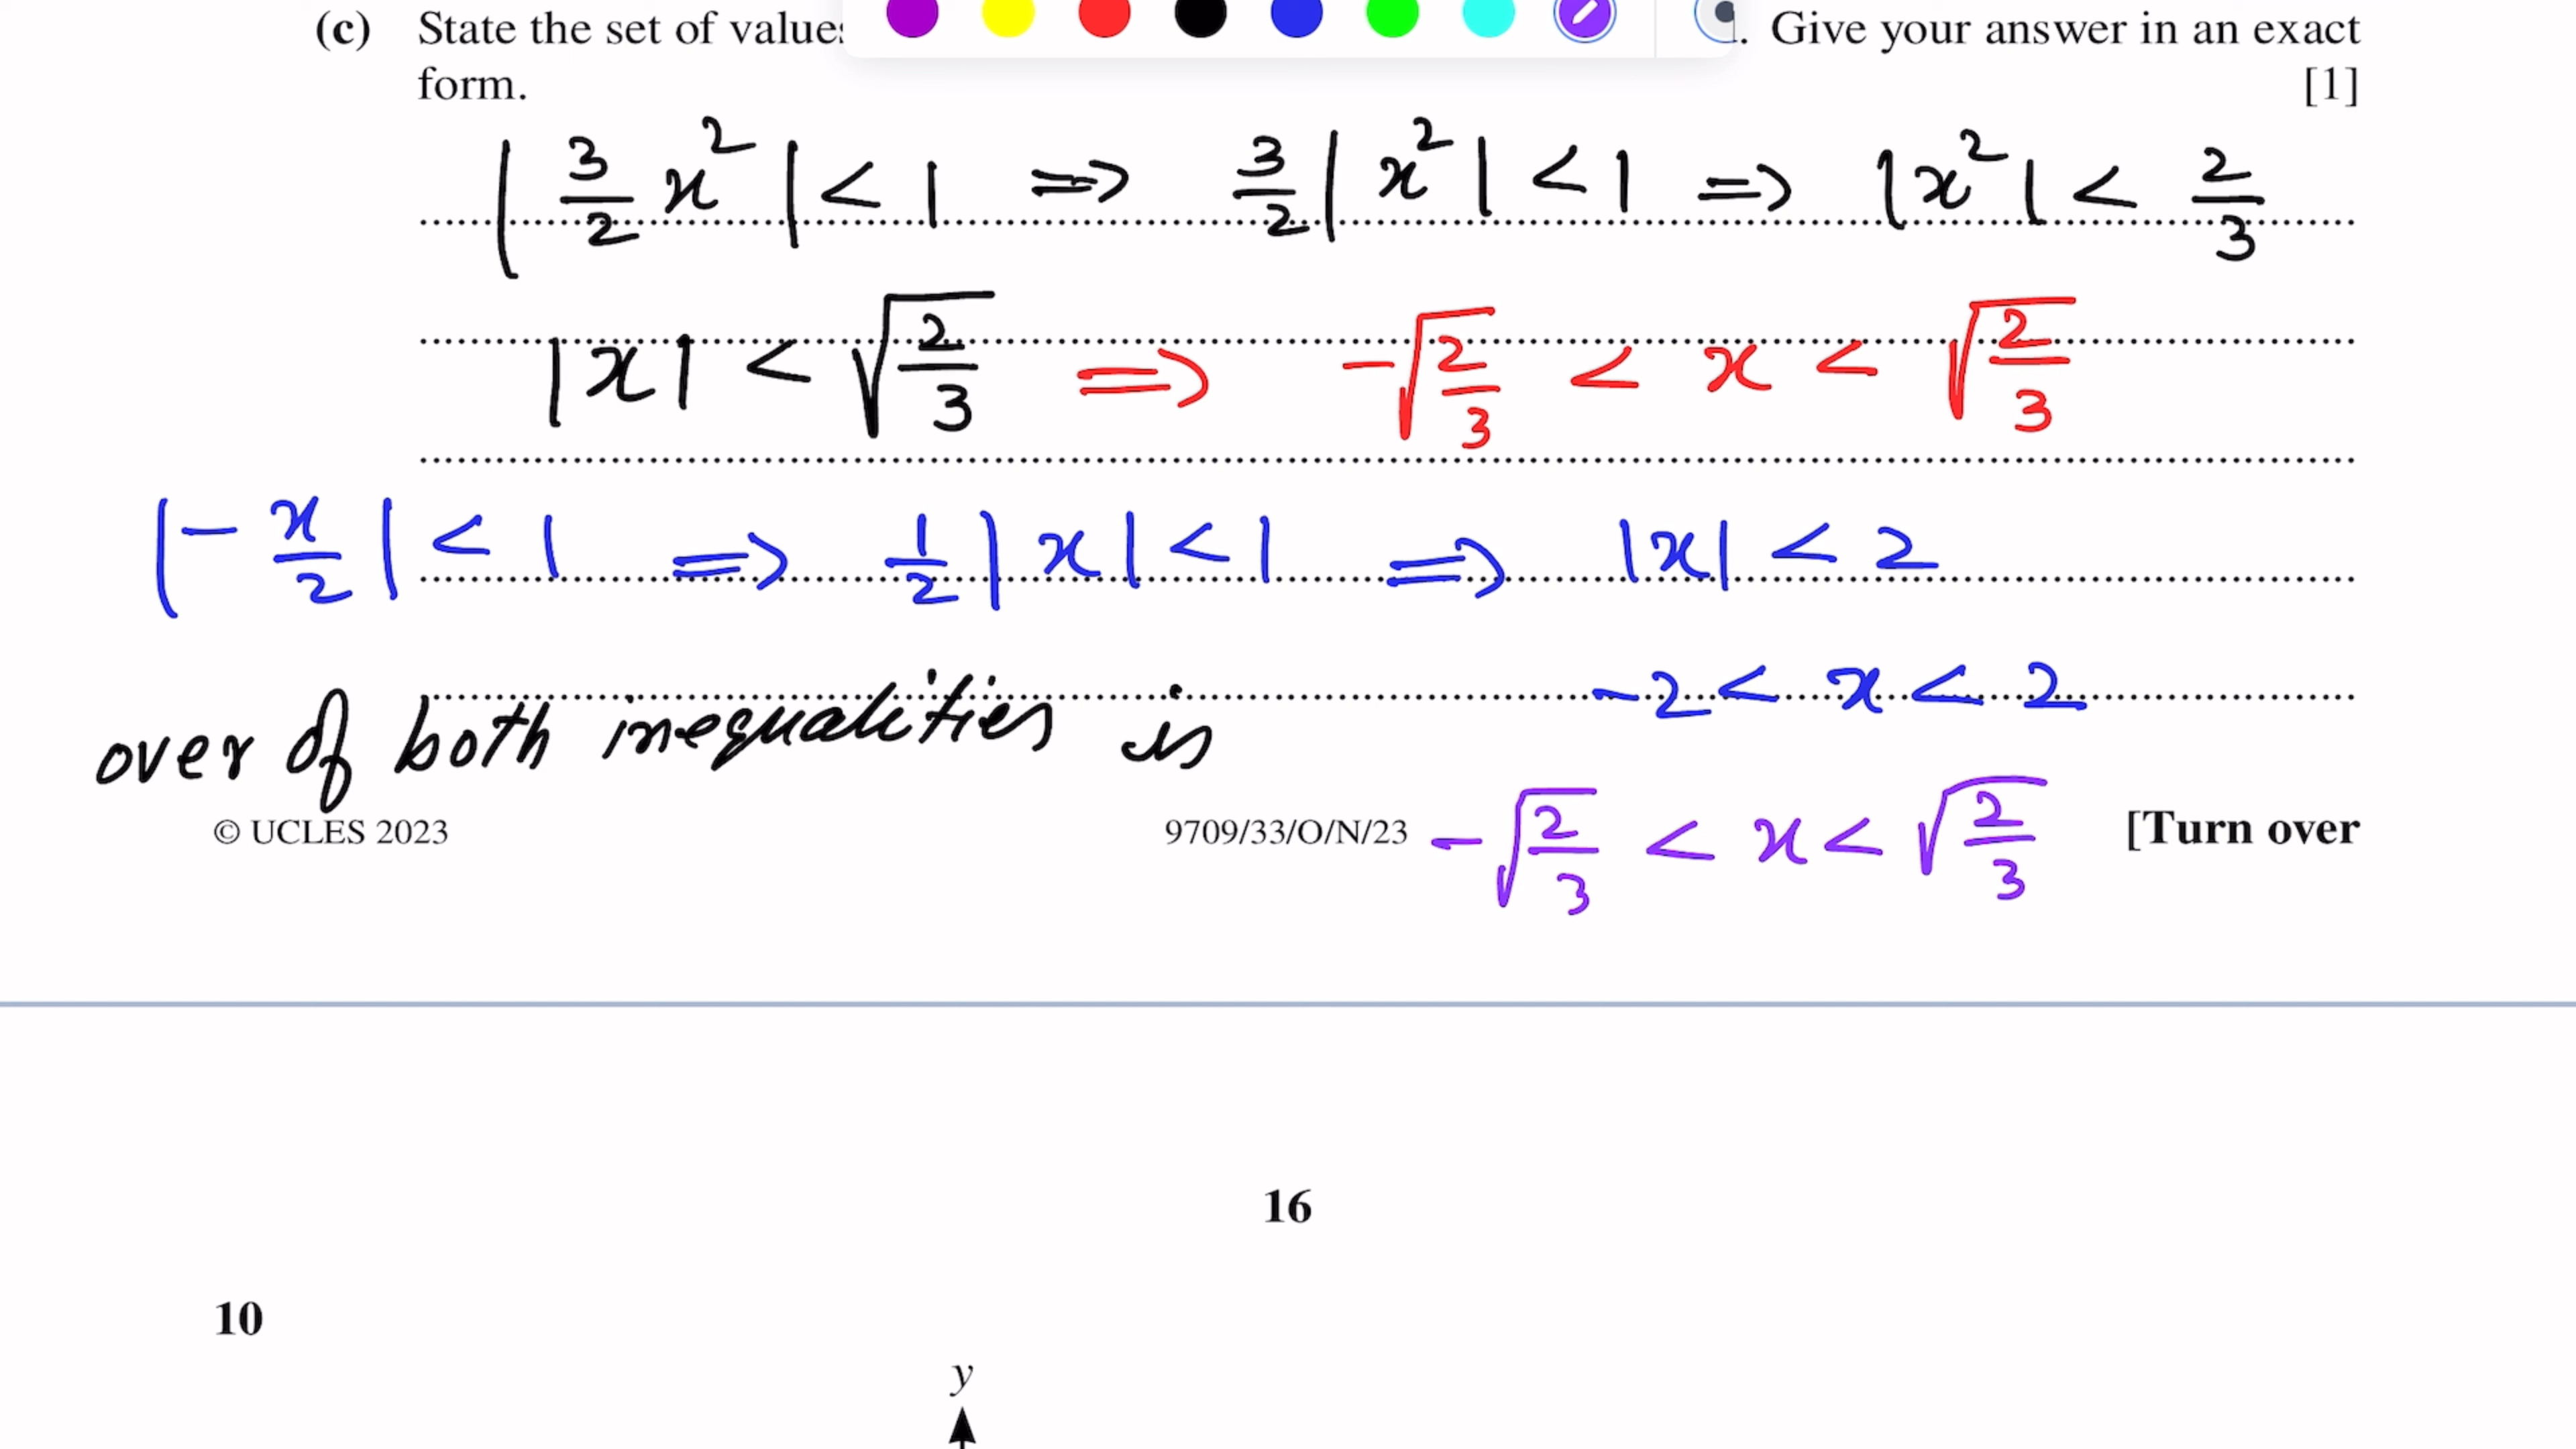 (c) State the set of values . Give your answer in an exact
form. [1]
|3/2 x²| < 1 ⇒ 3/2 |x²| < 1 ⇒ |x²| < 2/3
|x| < √(2/3) ⇒ -√(2/3) < x < √(2/3)
|-x/2| < 1 ⇒ 1/2 |x| < 1 ⇒ |x| < 2
-2 < x < 2
over of both inequalities is
-√(2/3) < x < √(2/3)
© UCLES 2023 9709/33/O/N/23 [Turn over
16
10
y